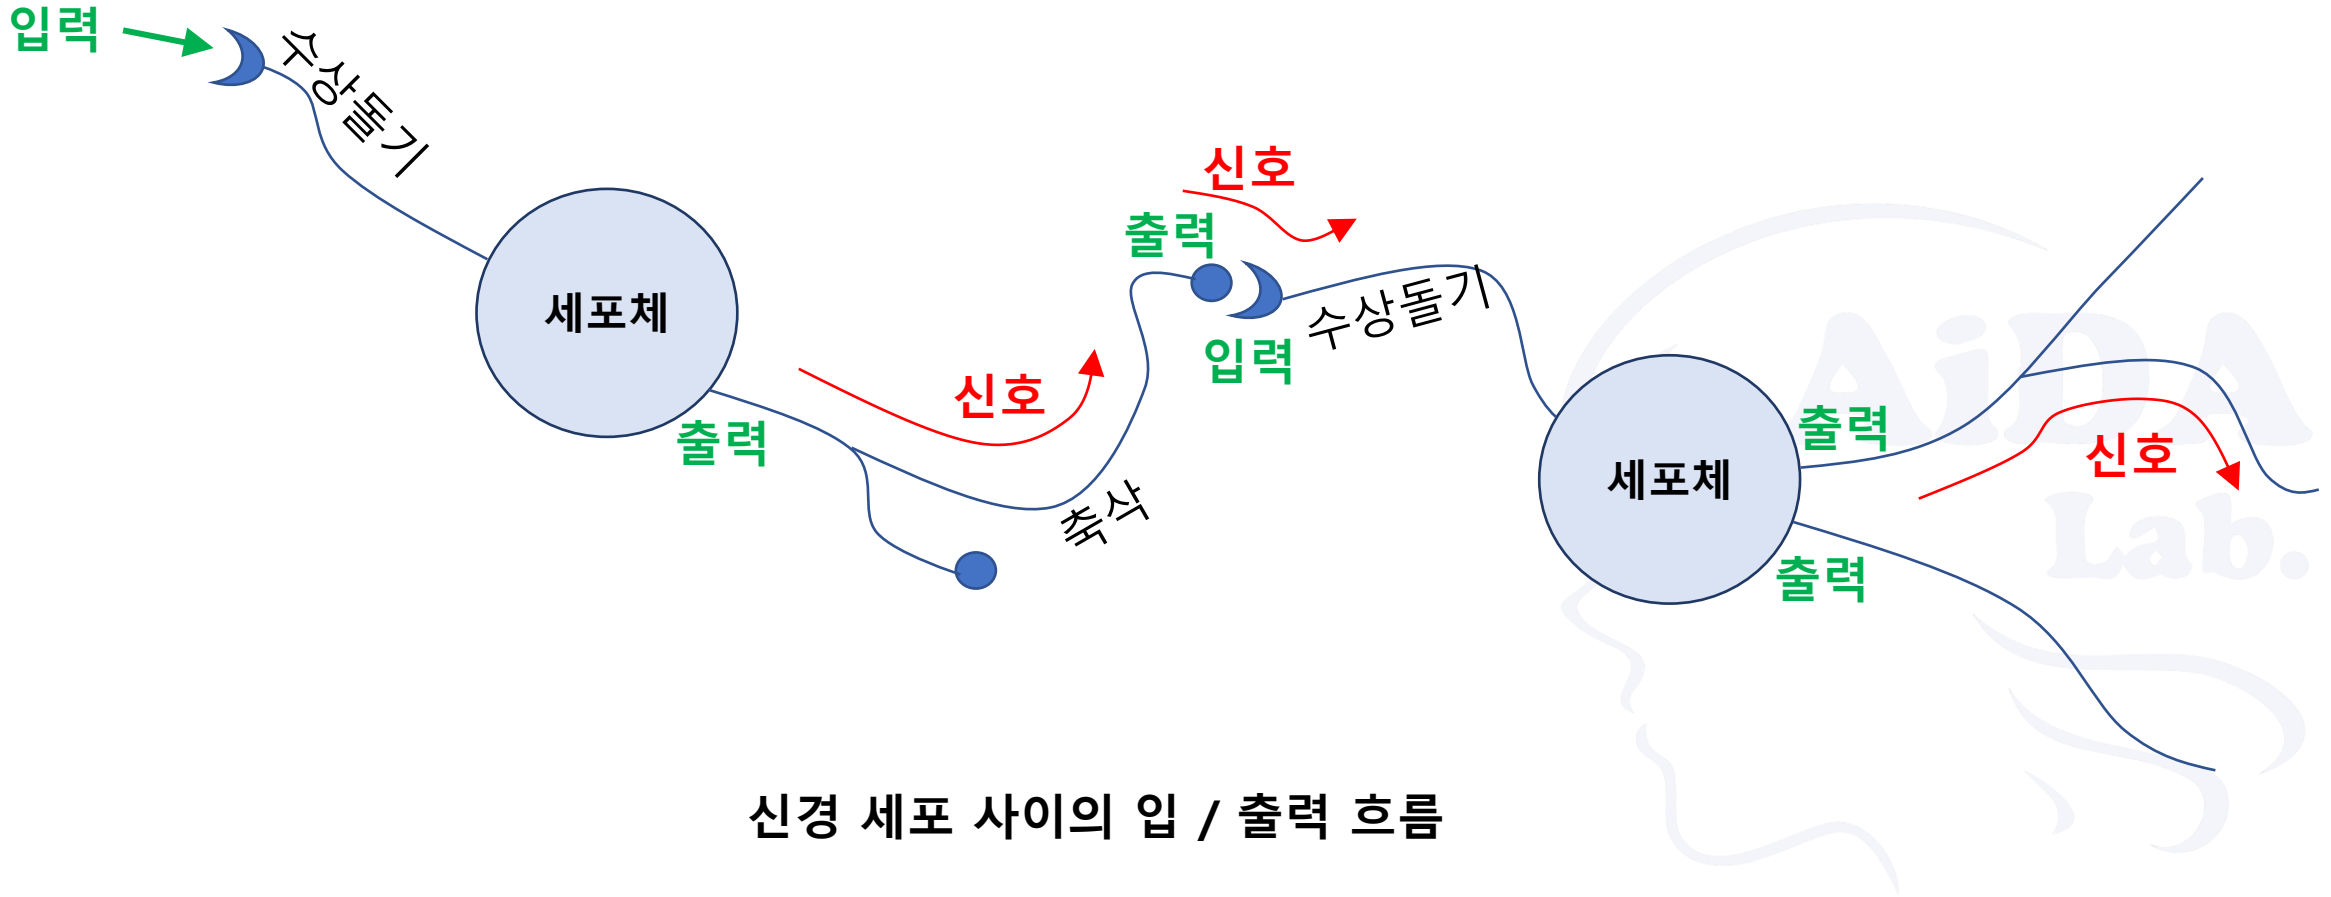 입력
수상돌기
세포체
출력
신호
축삭
출력
신호
입력
수상돌기
세포체
출력
신호
출력
AiDA
Lab.
신경 세포 사이의 입 / 출력 흐름